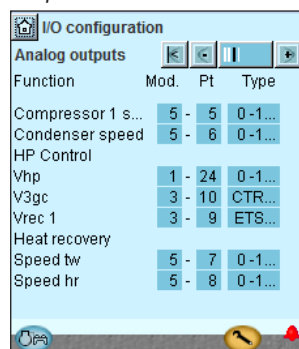 I/O configuration
Analog outputs
Function Mod. Pt Type
Compressor 1 s... 5 - 5 0 -1...
Condenser speed 5 - 6 0 -1...
HP Control
Vhp 1 - 24 0 -1...
V3gc 3 - 10 CTR...
Vrec 1 3 - 9 ETS...
Heat recovery
Speed tw 5 - 7 0 -1...
Speed hr 5 - 8 0 -1...